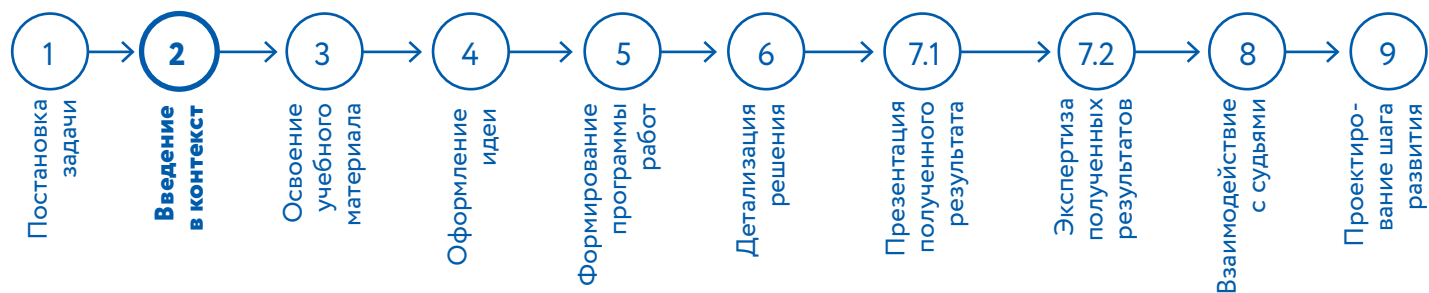 1
Постановка
задачи
2
Введение
в контекст
3
Освоение
учебного
материала
4
Оформление
идеи
5
Формирование
программы
работ
6
Детализация
решения
7.1
Презентация
полученного
результата
7.2
Экспертиза
полученных
результатов
8
Взаимодействие
с судьями
9
Проектиро-
вание шага
развития